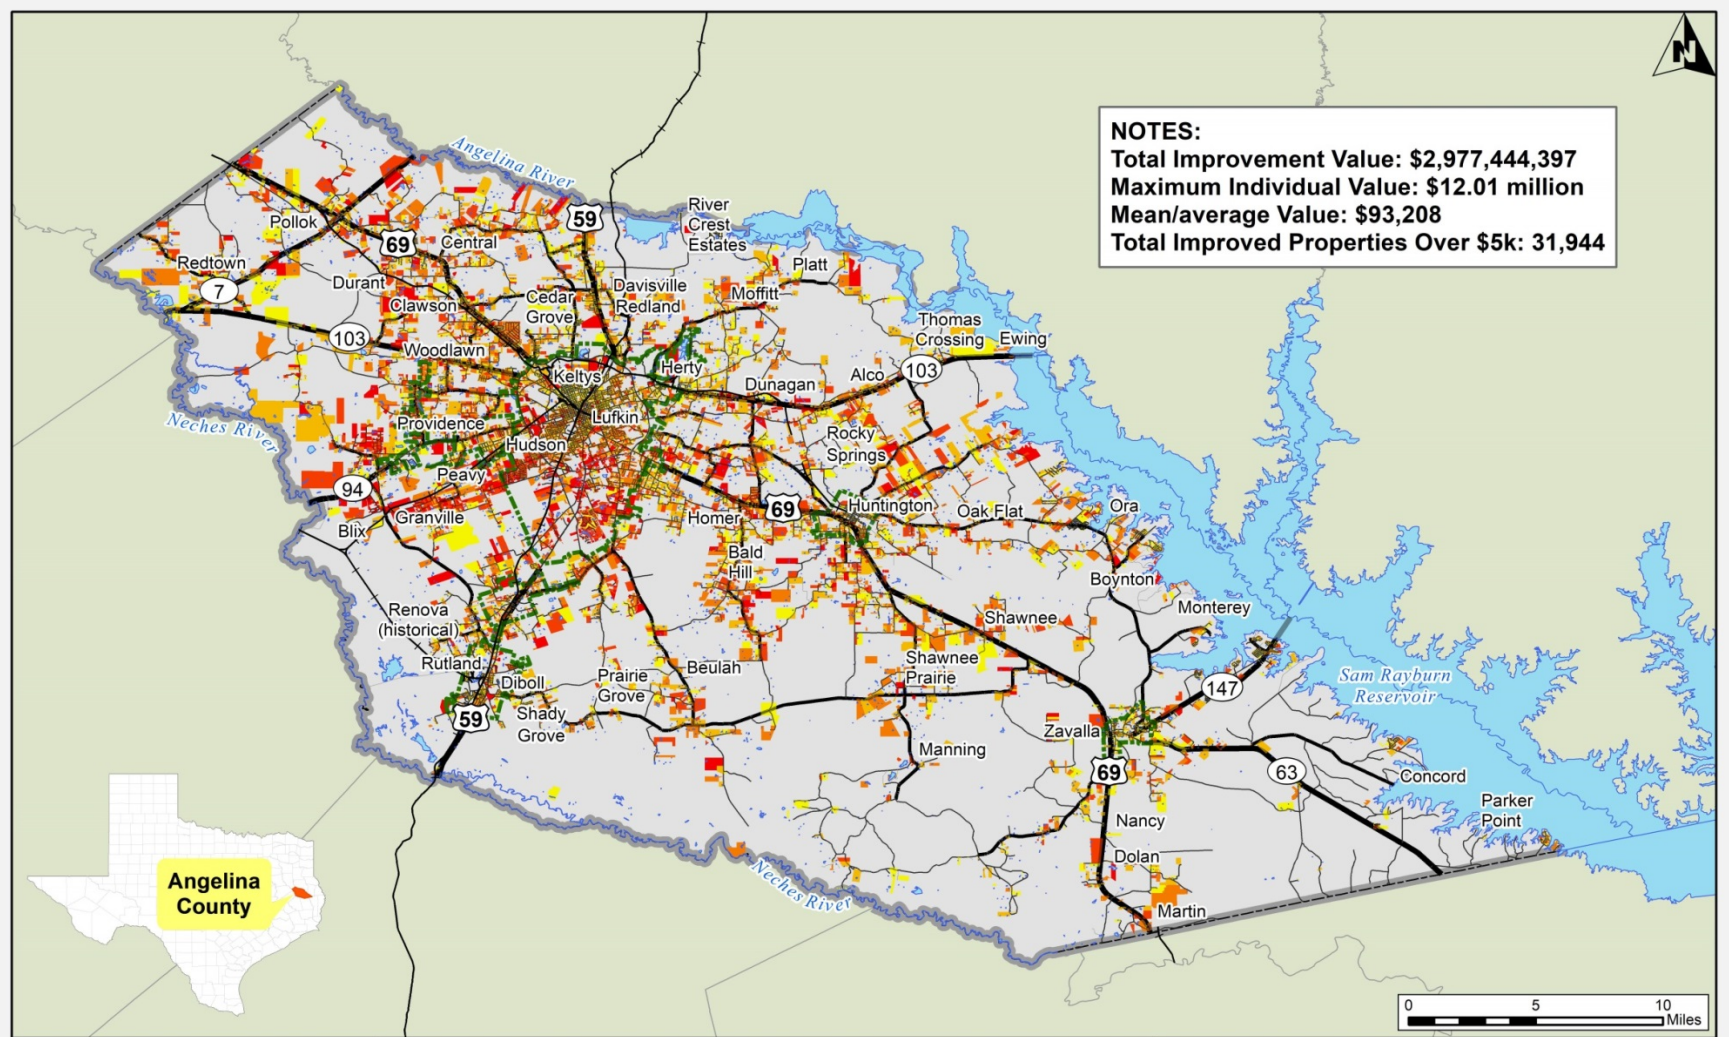 N
NOTES:
Total Improvement Value: $2,977,444,397
Maximum Individual Value: $12.01 million
Mean/average Value: $93,208
Total Improved Properties Over $5k: 31,944
Angelina River
River
Crest
Estates
59
Pollok
69
Central
Platt
Redtown
7
Durant
Clawson
Cedar
Grove
Davisville
Redland
Moffitt
103
Woodlawn
Thomas
Crossing
Ewing
Keltys
Herty
Dunagan
Alco
103
Neches River
Providence
Lufkin
Hudson
Rocky
Springs
Peavy
94
Granville
Blix
Homer
69
Huntington
Oak Flat
Ora
Bald
Hill
Boynton
Renova
(historical)
Shawnee
Monterey
Rutland
Diboll
Prairie
Grove
Beulah
Shawnee
Prairie
Sam Rayburn
Reservoir
147
59
Shady
Grove
Zavalla
Manning
69
63
Concord
Parker
Point
Nancy
Dolan
Neches River
Martin
Angelina
County
0 5 10
Miles